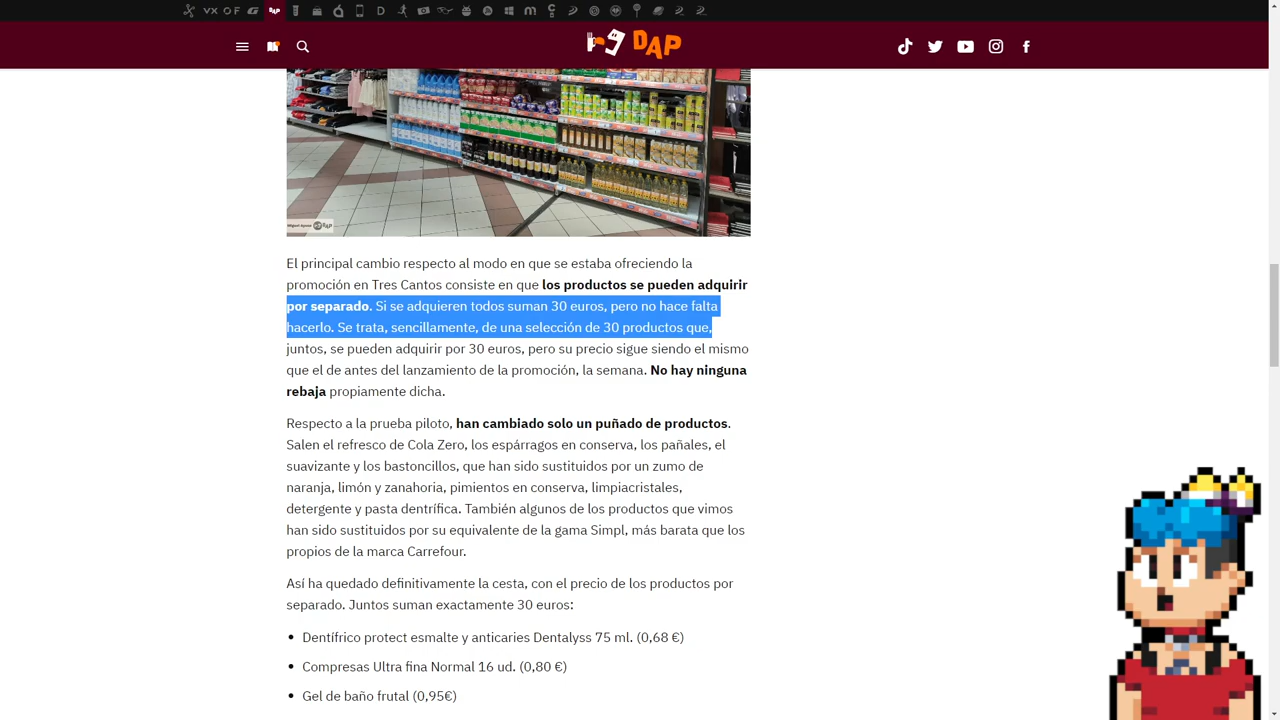 DAP
El principal cambio respecto al modo en que se estaba ofreciendo la
promoción en Tres Cantos consiste en que los productos se pueden adquirir
por separado. Si se adquieren todos suman 30 euros, pero no hace falta
hacerlo. Se trata, sencillamente, de una selección de 30 productos que,
juntos, se pueden adquirir por 30 euros, pero su precio sigue siendo el mismo
que el de antes del lanzamiento de la promoción, la semana. No hay ninguna
rebaja propiamente dicha.
Respecto a la prueba piloto, han cambiado solo un puñado de productos.
Salen el refresco de Cola Zero, los espárragos en conserva, los pañales, el
suavizante y los bastoncillos, que han sido sustituidos por un zumo de
naranja, limón y zanahoria, pimientos en conserva, limpiacristales,
detergente y pasta dentrífica. También algunos de los productos que vimos
han sido sustituidos por su equivalente de la gama Simpl, más barata que los
propios de la marca Carrefour.
Así ha quedado definitivamente la cesta, con el precio de los productos por
separado. Juntos suman exactamente 30 euros:
• Dentífrico protect esmalte y anticaries Dentalyss 75 ml. (0,68 €)
• Compresas Ultra fina Normal 16 ud. (0,80 €)
• Gel de baño frutal (0,95€)